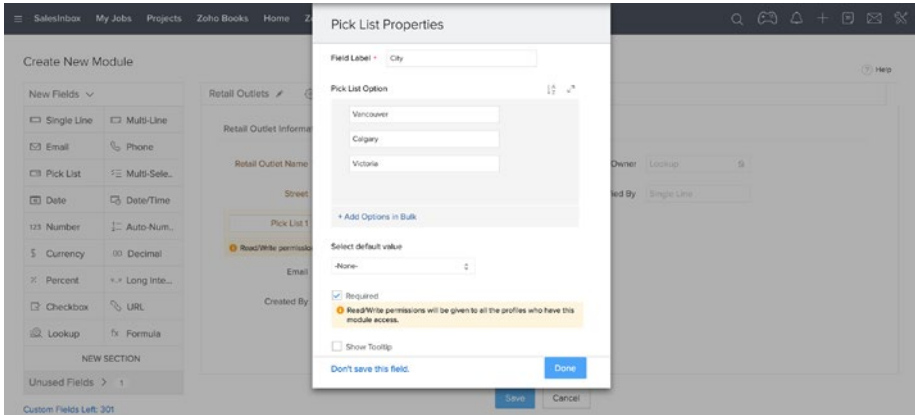 SalesInbox My Jobs Projects Zoho Books Home
Create New Module
Help
New Fields
Single Line Multi-Line
Email Phone
Pick List Multi-Sele..
Date Date/Time
123 Number Auto-Num..
$ Currency 00 Decimal
Percent Long Inte...
Checkbox URL
Lookup fx Formula
NEW SECTION
Unused Fields > 1
Custom Fields Left: 301
Retail Outlets
Retail Outlet Informa
Retail Outlet Name
Street
Pick List 1
Read/Write permissio
Email
Created By
Owner Lookup
ied By Single Line
Save Cancel
Pick List Properties
Field Label * City
Pick List Option
Vancouver
Calgary
Victoria
+ Add Options in Bulk
Select default value
-None-
Required
Read/Write permissions will be given to all the profiles who have this
module access.
Show Tooltip
Don't save this field. Done